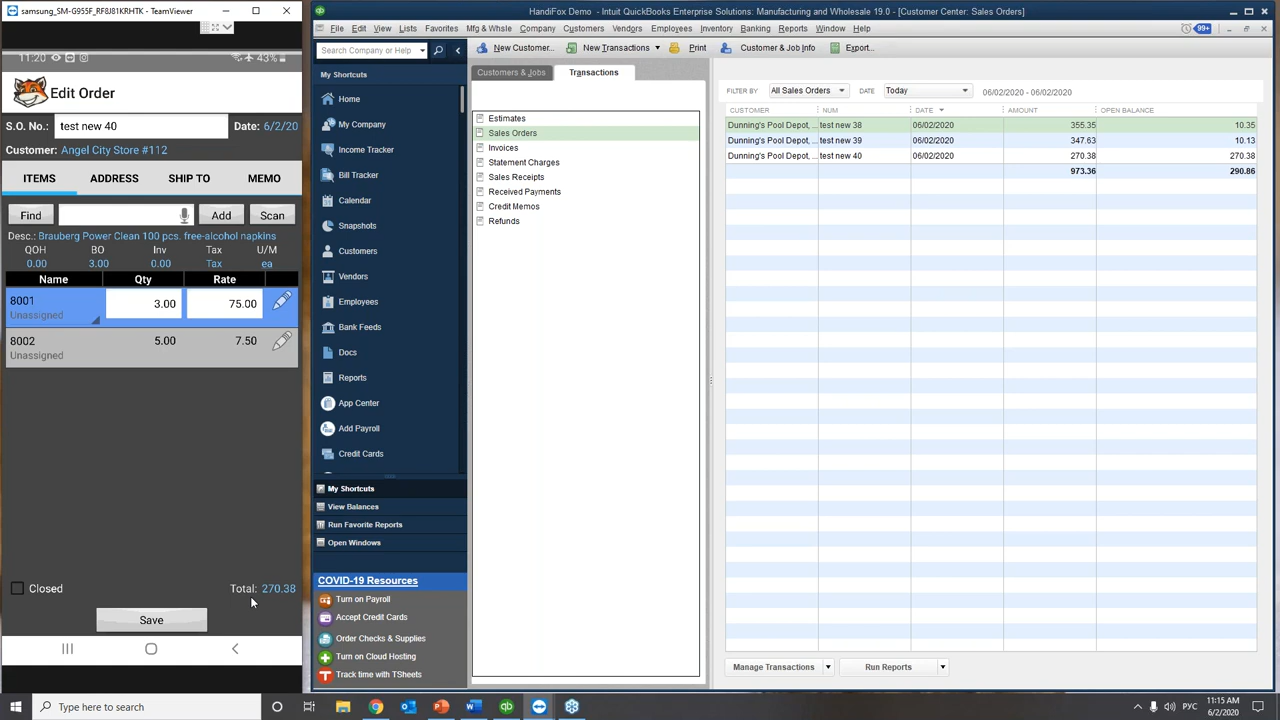 samsung_SM-G955F_RF8J81KRHTK - TeamViewer
11:20
43%
Edit Order
S.O. No.: test new 40 Date: 6/2/20
Customer: Angel City Store #112
ITEMS ADDRESS SHIP TO MEMO
Find Add Scan
Desc.: Brauberg Power Clean 100 pcs. free-alcohol napkins
QOH BO Inv Tax U/M
0.00 3.00 0.00 Tax ea
Name Qty Rate
8001 3.00 75.00
Unassigned
8002 5.00 7.50
Unassigned
Closed Total: 270.38
Save
HandiFox Demo - Intuit QuickBooks Enterprise Solutions: Manufacturing and Wholesale 19.0 - [Customer Center: Sales Orders]
File Edit View Lists Favorites Mfg & Whsle Company Customers Vendors Employees Inventory Banking Reports Window Help 99+
Search Company or Help
My Shortcuts
Home
My Company
Income Tracker
Bill Tracker
Calendar
Snapshots
Customers
Vendors
Employees
Bank Feeds
Docs
Reports
App Center
Add Payroll
Credit Cards
My Shortcuts
View Balances
Run Favorite Reports
Open Windows
COVID-19 Resources
Turn on Payroll
Accept Credit Cards
Order Checks & Supplies
Turn on Cloud Hosting
Track time with TSheets
New Customer... New Transactions Print Customer & Job Info Export...
Customers & Jobs Transactions
Estimates
Sales Orders
Invoices
Statement Charges
Sales Receipts
Received Payments
Credit Memos
Refunds
FILTER BY All Sales Orders DATE Today 06/02/2020 - 06/02/2020
CUSTOMER NUM DATE AMOUNT OPEN BALANCE
Dunning's Pool Depot, ... test new 38 06/02/2020 355.35 10.35
Dunning's Pool Depot, ... test new 39 06/02/2020 347.63 10.13
Dunning's Pool Depot, ... test new 40 06/02/2020 270.38 270.38
973.36 290.86
Manage Transactions Run Reports
Type here to search
РУС
11:15 AM
6/2/2020